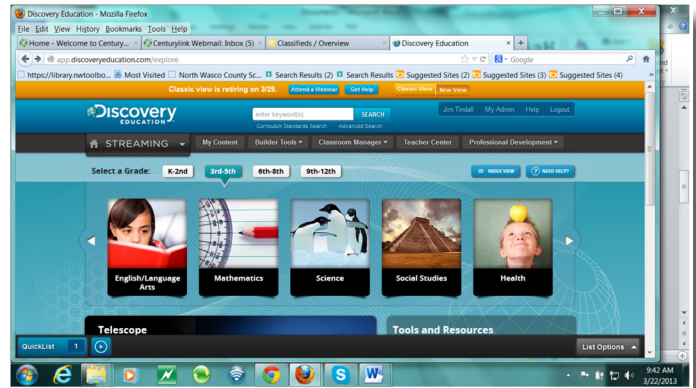 Discovery Education - Mozilla Firefox
File Edit View History Bookmarks Tools Help
Home - Welcome to Century...
Centurylink Webmail: Inbox (5)
Classifieds / Overview
Discovery Education
app.discoveryeducation.com/explore
Google
https://library.nwtoolbo... Most Visited North Wasco County Sc... Search Results (2) Search Results Suggested Sites (2) Suggested Sites (3) Suggested Sites (4)
Classic view is retiring on 3/25. Attend a Webinar Get Help Classic View New View
Discovery
EDUCATION
enter keyword(s) SEARCH
Curriculum Standards Search Advanced Search
Jim Tindall My Admin Help Logout
STREAMING My Content Builder Tools Classroom Manager Teacher Center Professional Development
Select a Grade: K-2nd 3rd-5th 6th-8th 9th-12th INDEX VIEW ? NEED HELP?
English/Language
Arts
Mathematics
Science
Social Studies
Health
Telescope
Tools and Resources
QuickList 1
List Options
9:42 AM
3/22/2013